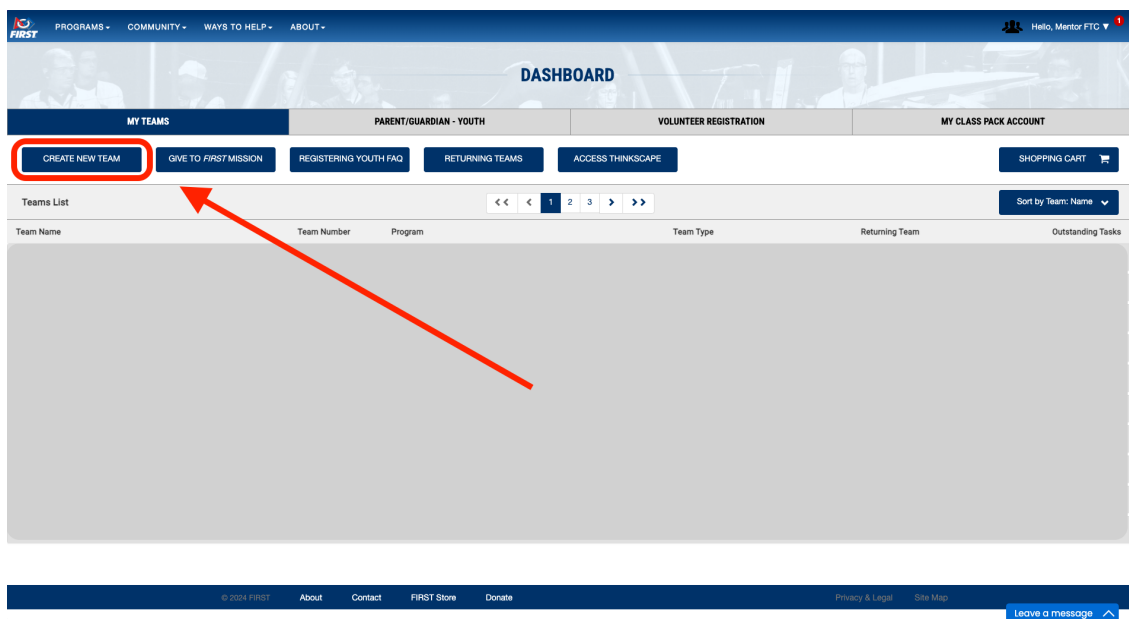 FIRST PROGRAMS COMMUNITY WAYS TO HELP ABOUT Hello, Mentor FTC ▼ 1
DASHBOARD
MY TEAMS PARENT/GUARDIAN - YOUTH VOLUNTEER REGISTRATION MY CLASS PACK ACCOUNT
CREATE NEW TEAM GIVE TO FIRST MISSION REGISTERING YOUTH FAQ RETURNING TEAMS ACCESS THINKSCAPE SHOPPING CART
Teams List << < 1 2 3 > >> Sort by Team: Name
Team Name Team Number Program Team Type Returning Team Outstanding Tasks
© 2024 FIRST About Contact FIRST Store Donate Privacy & Legal Site Map
Leave a message